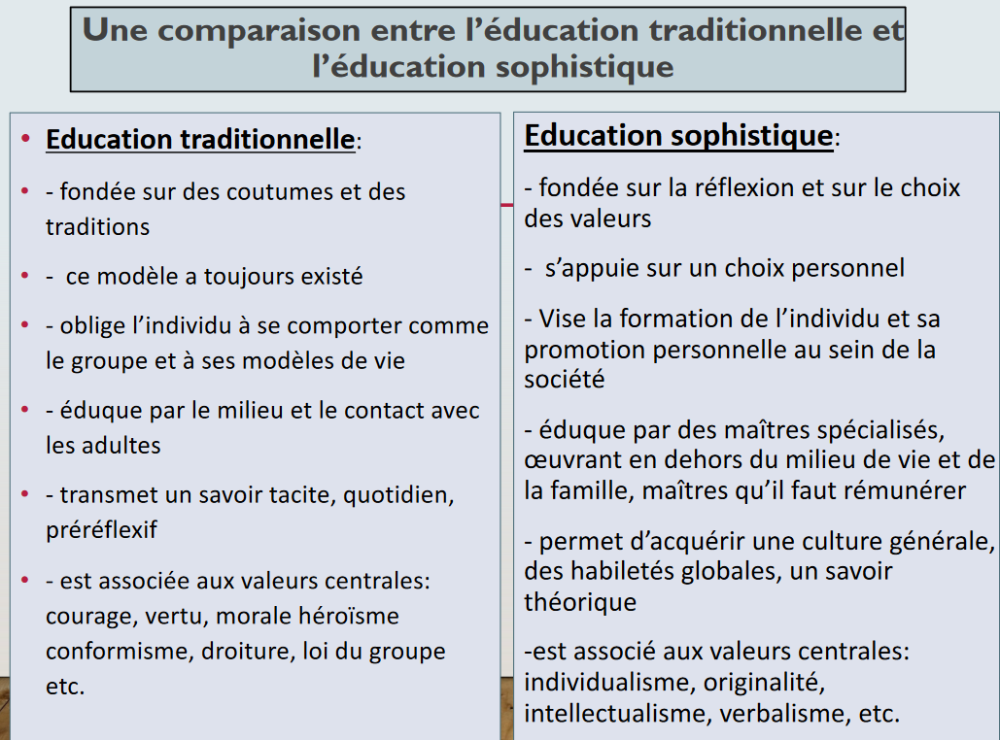 Une comparaison entre l’éducation traditionnelle et
l’éducation sophistique
• Education traditionnelle:
• - fondée sur des coutumes et des
traditions
• - ce modèle a toujours existé
• - oblige l’individu à se comporter comme
le groupe et à ses modèles de vie
• - éduque par le milieu et le contact avec
les adultes
• - transmet un savoir tacite, quotidien,
préréflexif
• - est associée aux valeurs centrales:
courage, vertu, morale héroïsme
conformisme, droiture, loi du groupe
etc.
Education sophistique:
- fondée sur la réflexion et sur le choix
des valeurs
- s’appuie sur un choix personnel
- Vise la formation de l’individu et sa
promotion personnelle au sein de la
société
- éduque par des maîtres spécialisés,
œuvrant en dehors du milieu de vie et de
la famille, maîtres qu’il faut rémunérer
- permet d’acquérir une culture générale,
des habiletés globales, un savoir
théorique
-est associé aux valeurs centrales:
individualisme, originalité,
intellectualisme, verbalisme, etc.